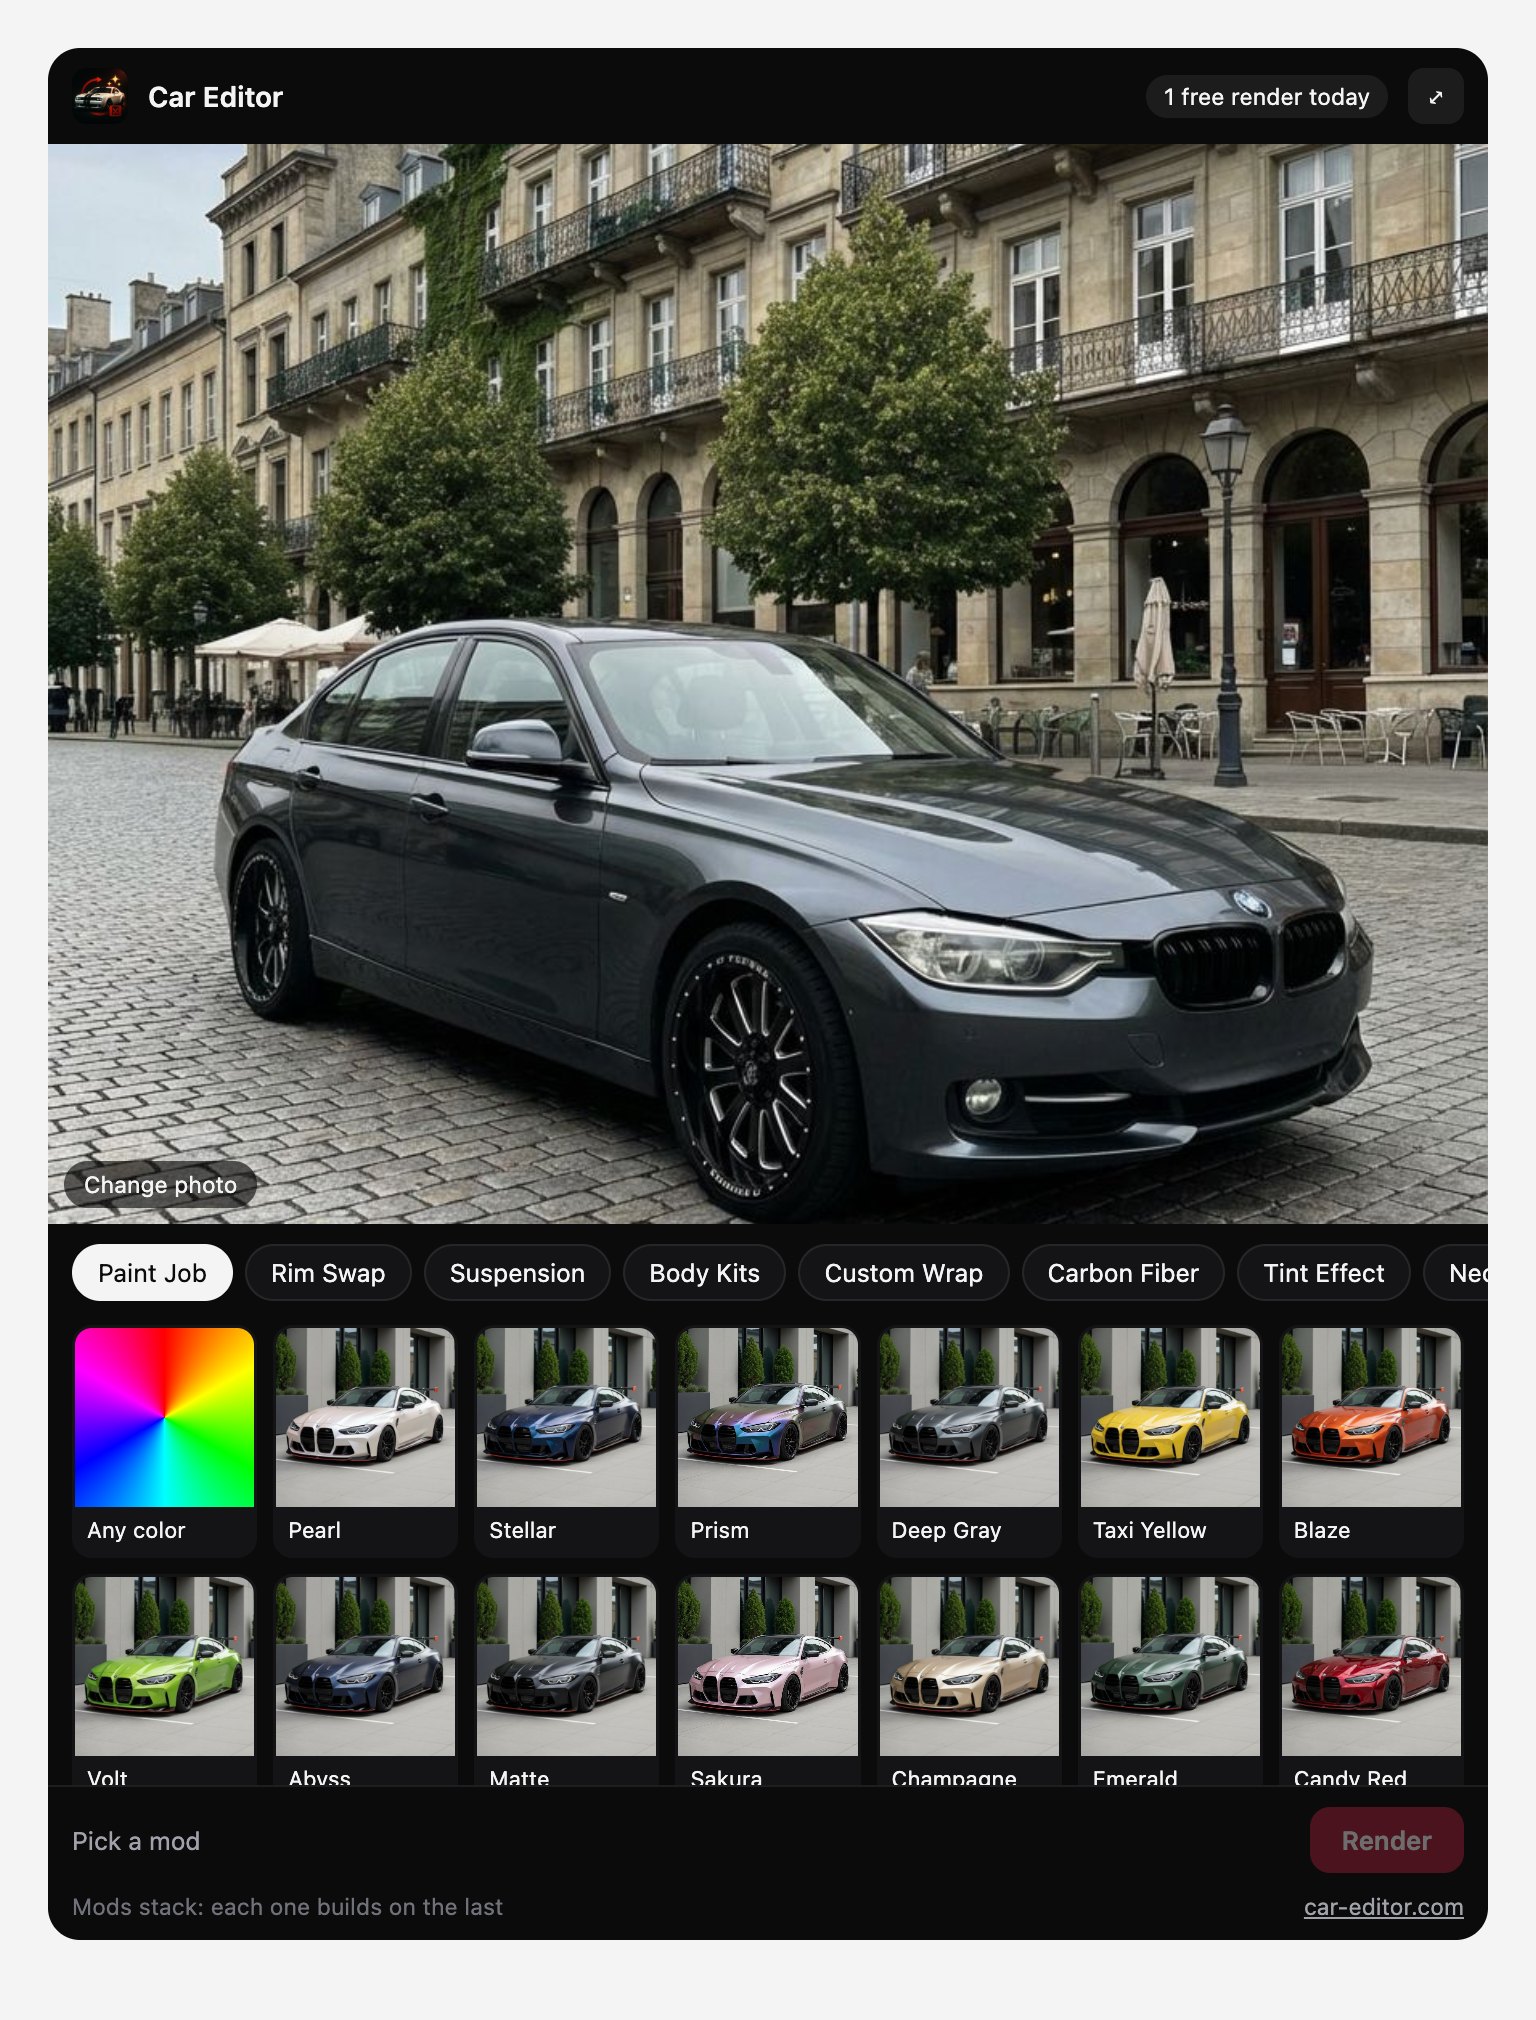 Car Editor
1 free render today
Change photo
Paint Job
Rim Swap
Suspension
Body Kits
Custom Wrap
Carbon Fiber
Tint Effect
Any color
Pearl
Stellar
Prism
Deep Gray
Taxi Yellow
Blaze
Volt
Abyss
Matte
Sakura
Champagne
Emerald
Candy Red
Pick a mod
Render
Mods stack: each one builds on the last
car-editor.com